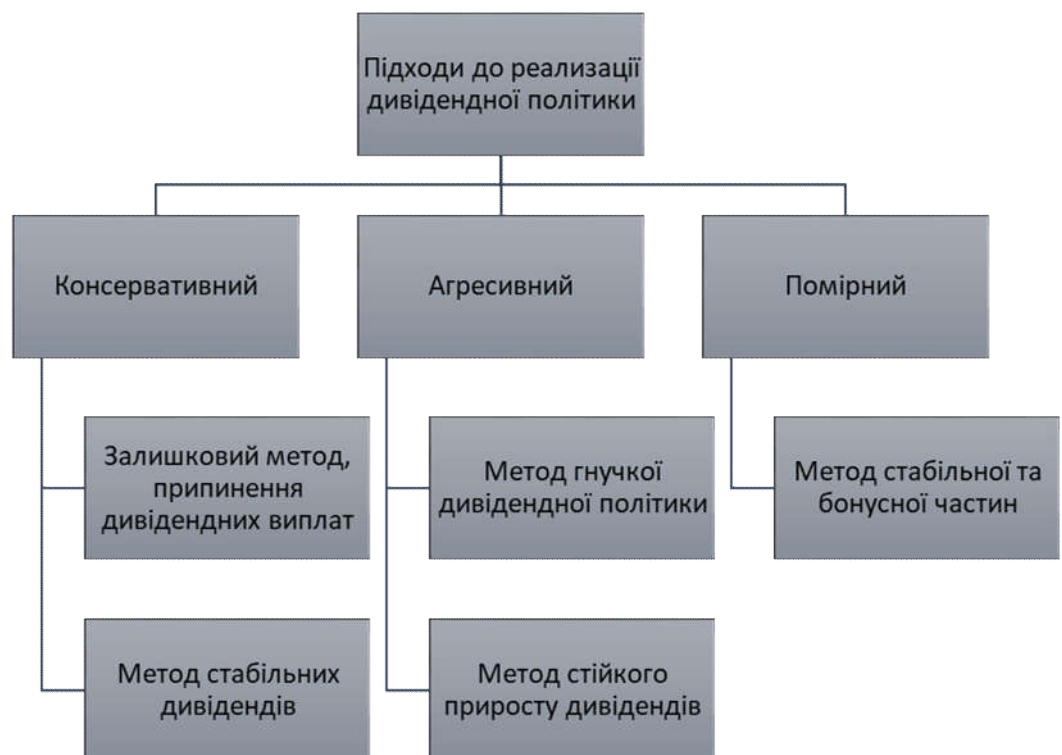 Підходи до реализації
дивідендної політики
Консервативний
Агресивний
Помірний
Залишковий метод,
припинення
дивідендних виплат
Метод гнучкої
дивідендної політики
Метод стабільної та
бонусної частин
Метод стабільних
дивідендів
Метод стійкого
приросту дивідендів